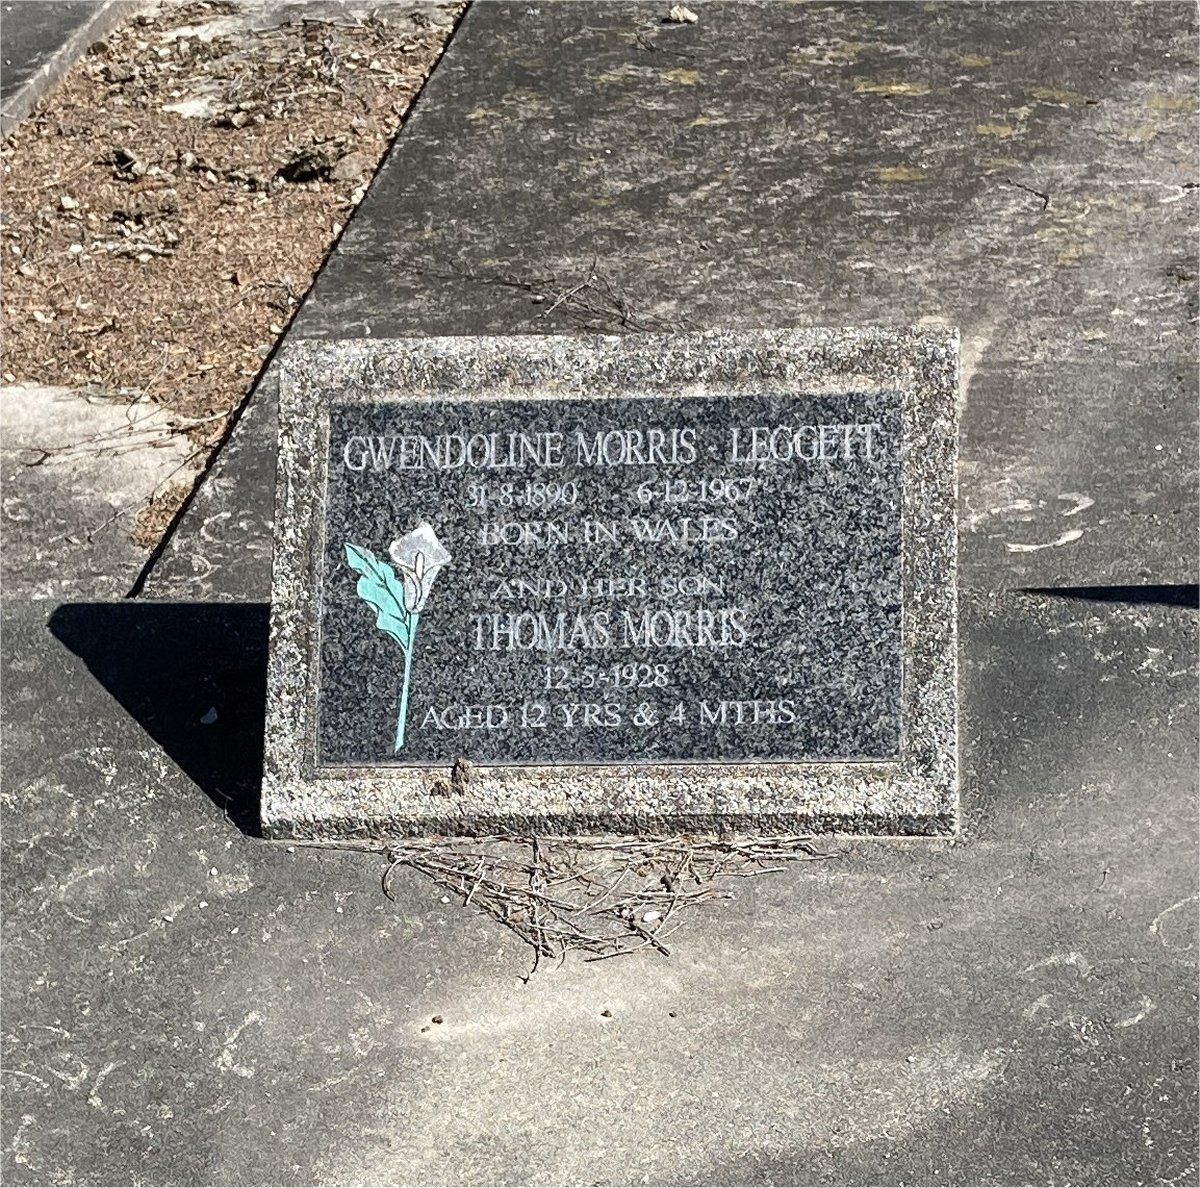 GWENDOLINE MORRIS - LEGGETT
31-8-1890 6-12-1967
BORN IN WALES
AND HER SON
THOMAS MORRIS
12-5-1928
AGED 12 YRS & 4 MTHS